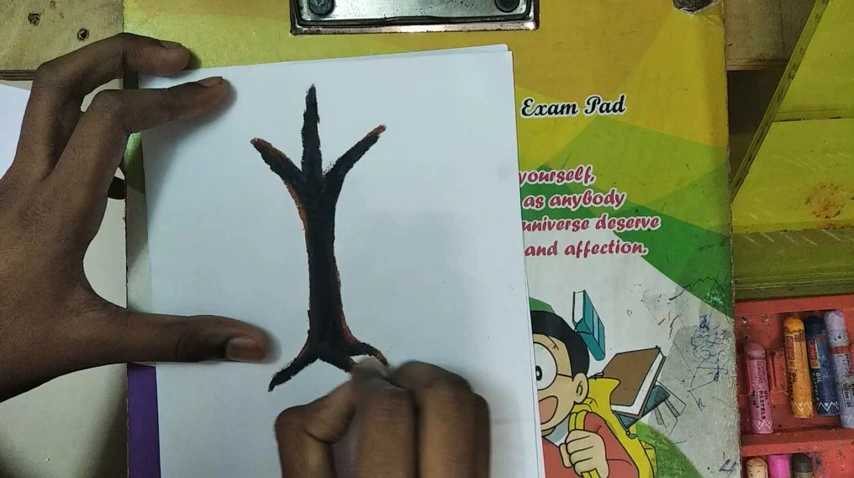 Exam Pad
yourself,
as anybody
universe deserve
and affection.